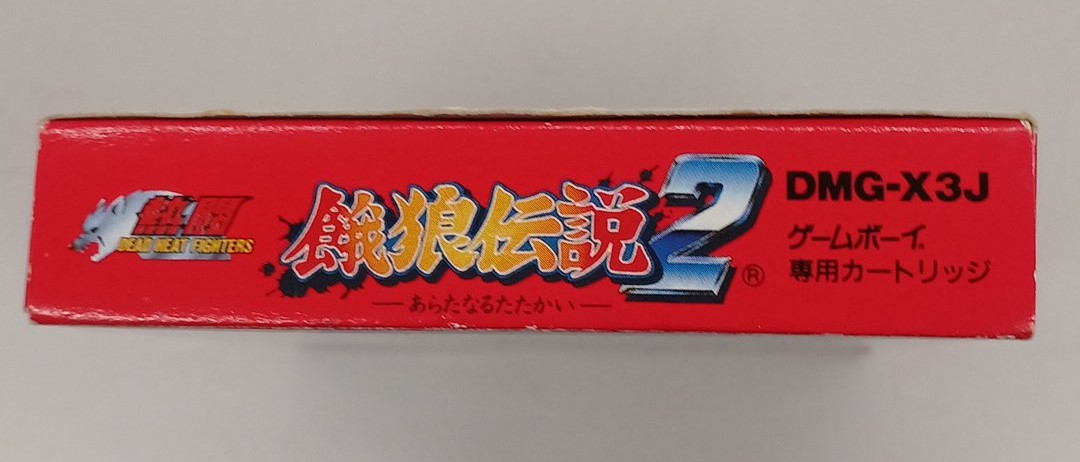 熱闘
DEAD HEAT FIGHTERS
餓狼伝説2®
―あらたなるたたかい―
DMG-X3J
ゲームボーイ®
専用カートリッジ